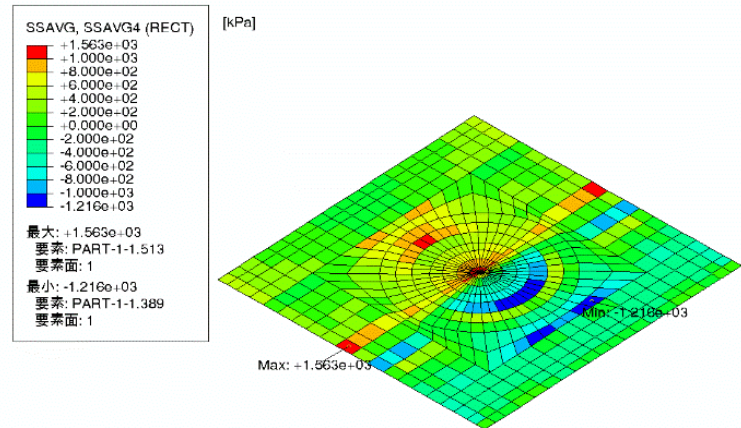 SSAVG, SSAVG4 (RECT)
[kPa]
+1.563e+03
+1.000e+03
+8.000e+02
+6.000e+02
+4.000e+02
+2.000e+02
+0.000e+00
-2.000e+02
-4.000e+02
-6.000e+02
-8.000e+02
-1.000e+03
-1.216e+03
最大: +1.563e+03
要素: PART-1-1.513
要素面: 1
最小: -1.216e+03
要素: PART-1-1.389
要素面: 1
Min: -1.216e+03
Max: +1.563e+03